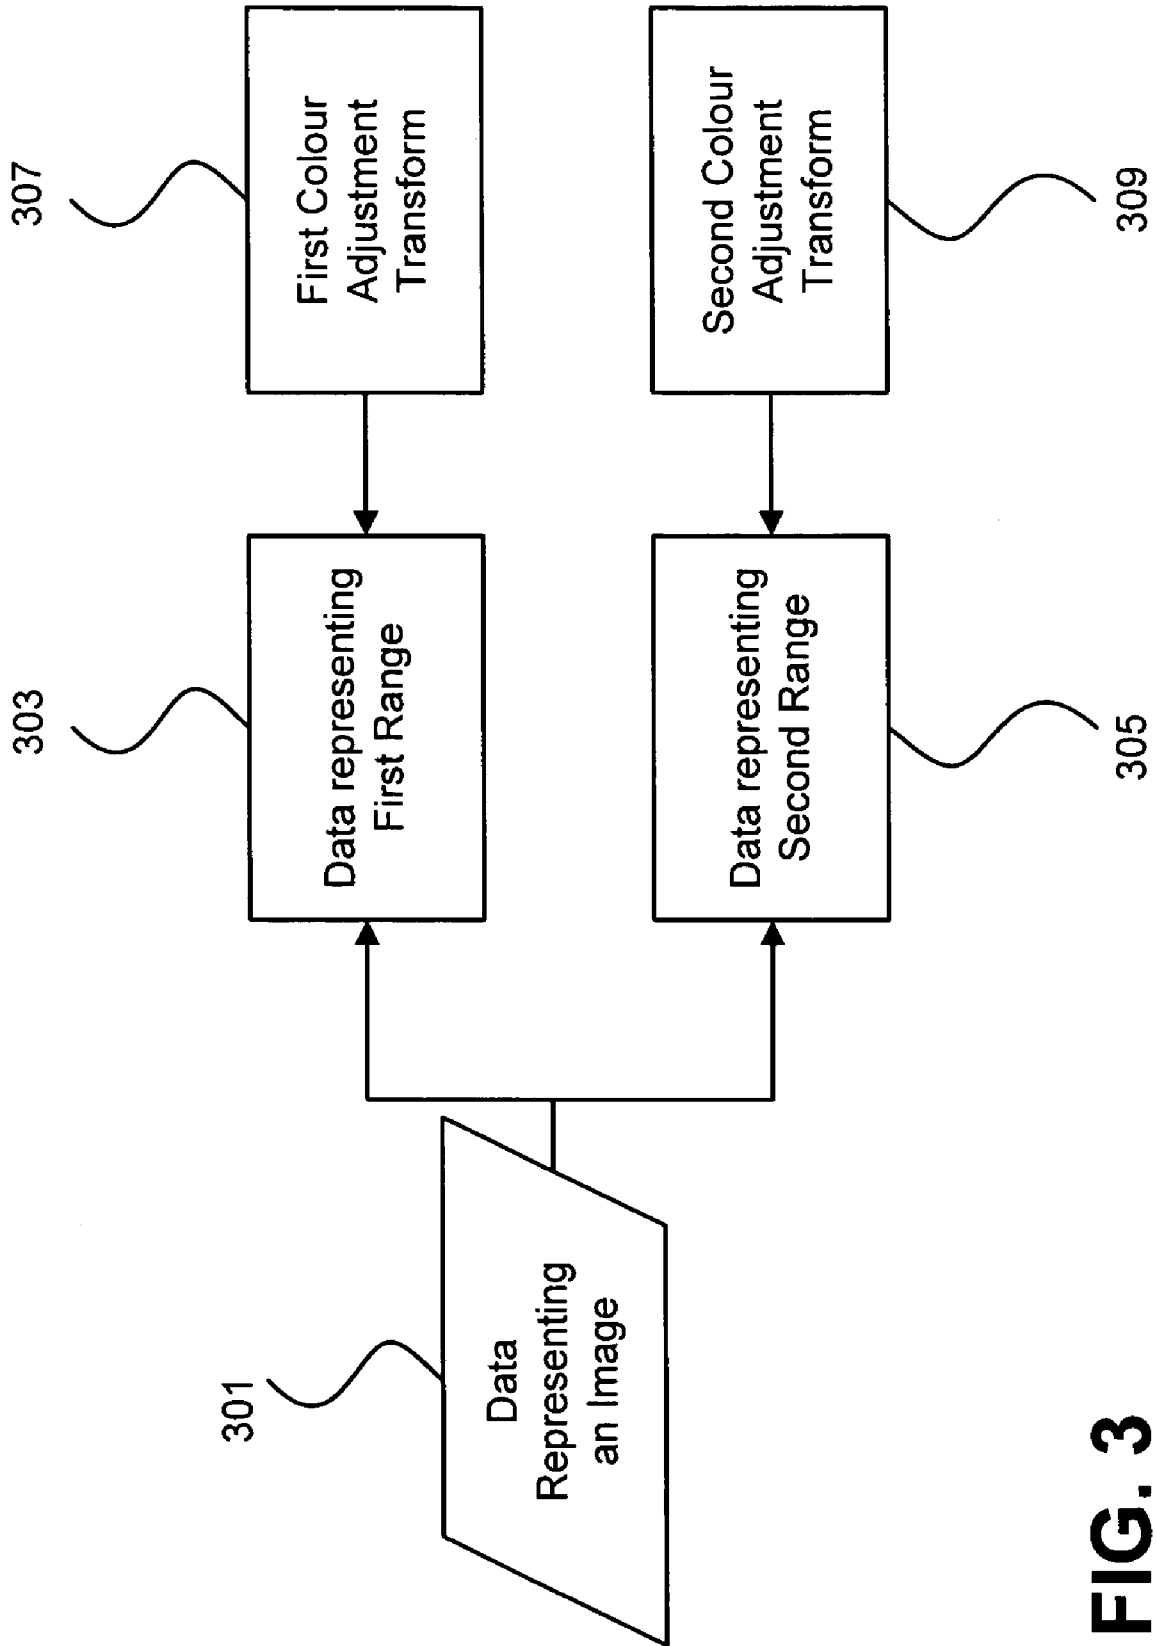 301
Data
Representing
an Image
303
Data representing
First Range
307
First Colour
Adjustment
Transform
Data representing
Second Range
305
Second Colour
Adjustment
Transform
309
FIG. 3